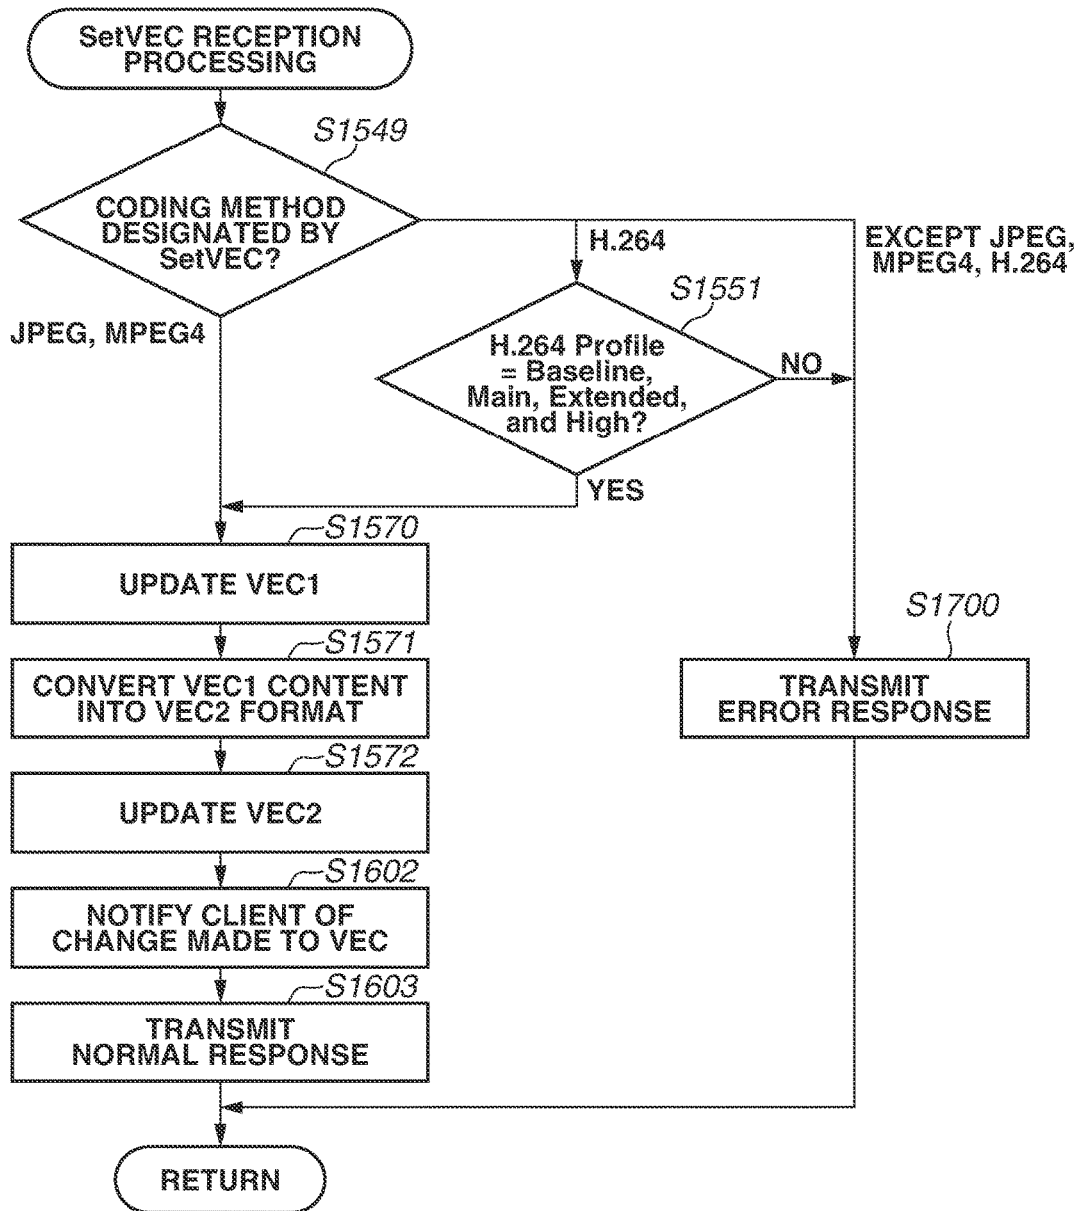 SetVEC RECEPTION
PROCESSING
S1549
CODING METHOD
DESIGNATED BY
SetVEC?
H.264
EXCEPT JPEG,
MPEG4, H.264
JPEG, MPEG4
S1551
H.264 Profile
= Baseline,
Main, Extended,
and High?
NO
YES
S1570
UPDATE VEC1
S1571
CONVERT VEC1 CONTENT
INTO VEC2 FORMAT
S1700
TRANSMIT
ERROR RESPONSE
S1572
UPDATE VEC2
S1602
NOTIFY CLIENT OF
CHANGE MADE TO VEC
S1603
TRANSMIT
NORMAL RESPONSE
RETURN